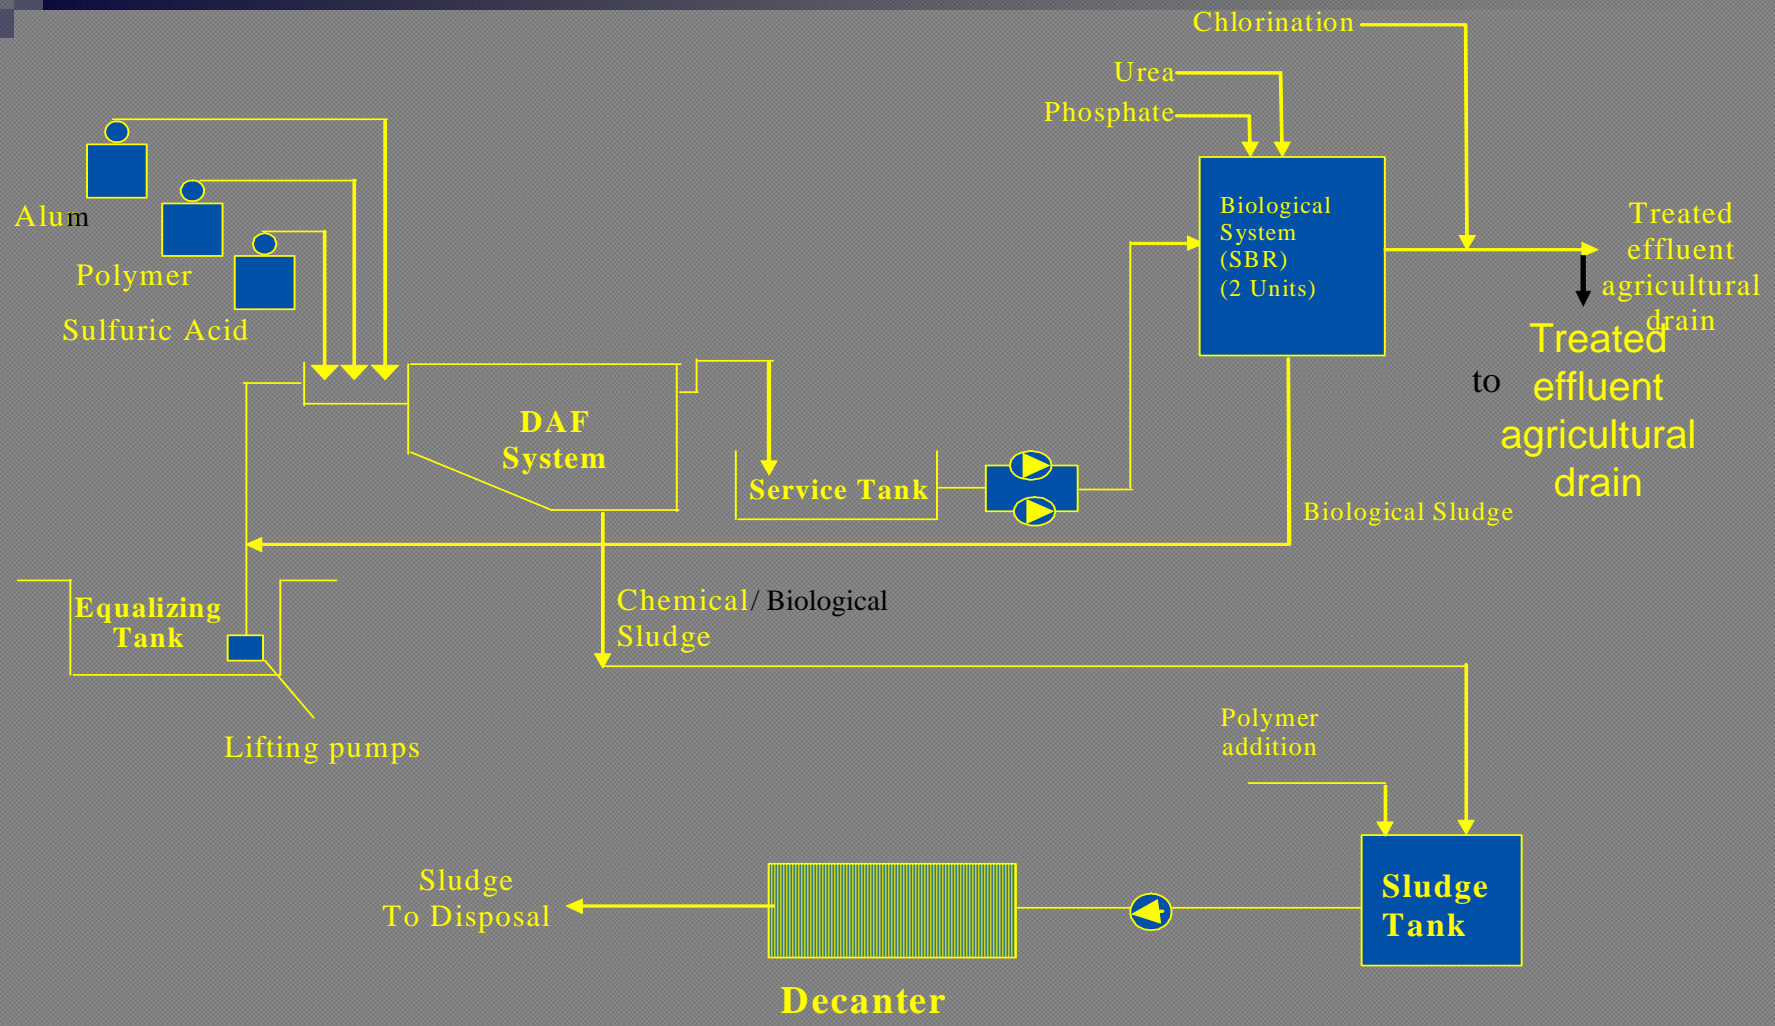 Chlorination
Urea
Phosphate
Alum
Polymer
Sulfuric Acid
Biological
System
(SBR)
(2 Units)
Treated
effluent
agricultural
drain
to
Treated
effluent
agricultural
drain
DAF
System
Service Tank
Biological Sludge
Equalizing
Tank
Chemical/ Biological
Sludge
Lifting pumps
Polymer
addition
Sludge
To Disposal
Sludge
Tank
Decanter